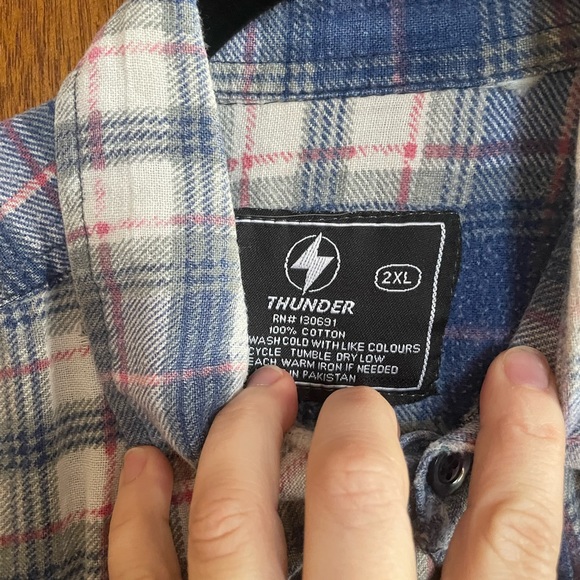 2XL
THUNDER
RN# 130691
100% COTTON
WASH COLD WITH LIKE COLOURS
CYCLE TUMBLE DRY LOW
WARM IRON IF NEEDED
PAKISTAN